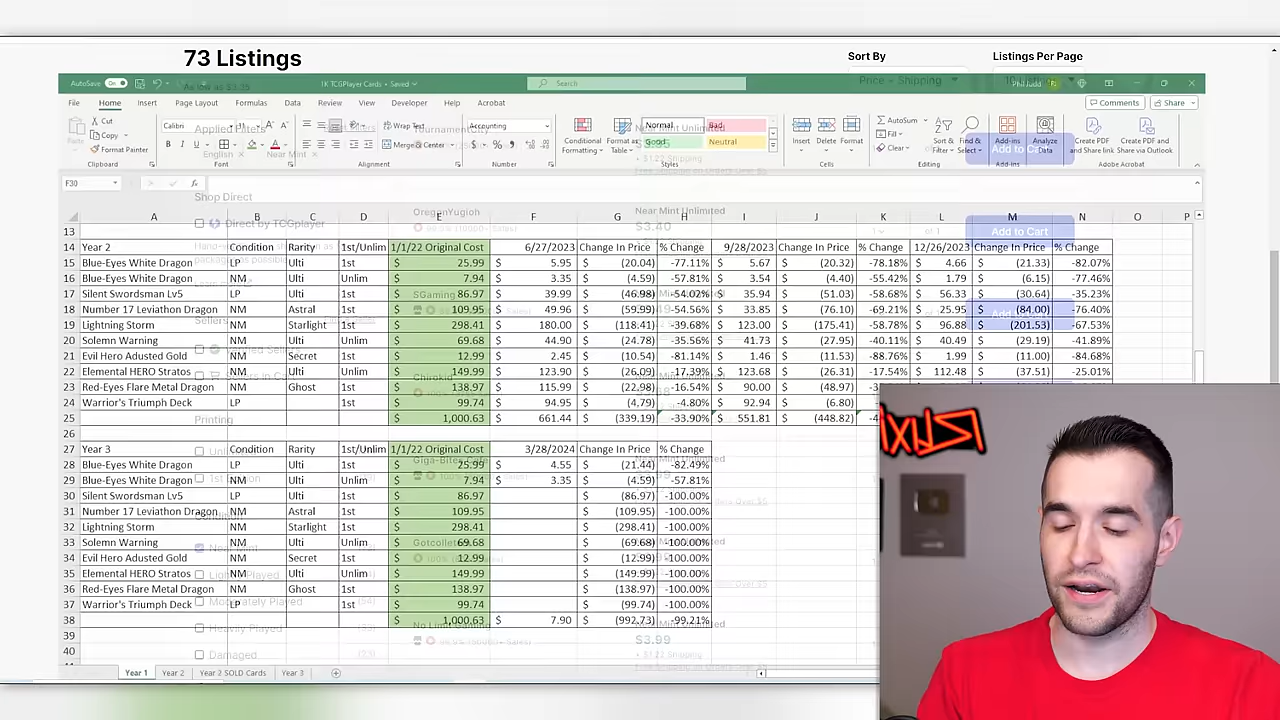 73 Listings
Sort By
Listings Per Page
AutoSave On
1K TCGPlayer Cards • Saved
Search
Phil Judd
File Home Insert Page Layout Formulas Data Review View Developer Help Acrobat
Comments Share
Cut
Copy
Format Painter
Clipboard
Calibri
Wrap Text
Alignment
Accounting
Number
Conditional Formatting
Format as Table
Normal Bad
Good Neutral
Styles
Insert Delete Format
Cells
AutoSum
Fill
Clear
Sort & Filter
Find & Select
Editing
Add-ins
Add-ins
Analyze Data
Create PDF and Share link
Create PDF and Share via Outlook
Adobe Acrobat
F30
fx
A B C D E F G H I J K L M N O P
13
14 Year 2 Condition Rarity 1st/Unlim 1/1/22 Original Cost 6/27/2023 Change In Price % Change 9/28/2023 Change In Price % Change 12/26/2023 Change In Price % Change
15 Blue-Eyes White Dragon LP Ulti 1st $ 25.99 $ 5.95 $ (20.04) -77.11% $ 5.67 $ (20.32) -78.18% $ 4.66 $ (21.33) -82.07%
16 Blue-Eyes White Dragon NM Ulti Unlim $ 7.94 $ 3.35 $ (4.59) -57.81% $ 3.54 $ (4.40) -55.42% $ 1.79 $ (6.15) -77.46%
17 Silent Swordsman Lv5 LP Ulti 1st $ 86.97 $ 39.99 $ (46.98) -54.02% $ 35.94 $ (51.03) -58.68% $ 56.33 $ (30.64) -35.23%
18 Number 17 Leviathon Dragon NM Astral 1st $ 109.95 $ 49.96 $ (59.99) -54.56% $ 33.85 $ (76.10) -69.21% $ 25.95 $ (84.00) -76.40%
19 Lightning Storm NM Starlight 1st $ 298.41 $ 180.00 $ (118.41) -39.68% $ 123.00 $ (175.41) -58.78% $ 96.88 $ (201.53) -67.53%
20 Solemn Warning NM Ulti Unlim $ 69.68 $ 44.90 $ (24.78) -35.56% $ 41.73 $ (27.95) -40.11% $ 40.49 $ (29.19) -41.89%
21 Evil Hero Adusted Gold NM Secret 1st $ 12.99 $ 2.45 $ (10.54) -81.14% $ 1.46 $ (11.53) -88.76% $ 1.99 $ (11.00) -84.68%
22 Elemental HERO Stratos NM Ulti Unlim $ 149.99 $ 123.90 $ (26.09) -17.39% $ 123.68 $ (26.31) -17.54% $ 112.48 $ (37.51) -25.01%
23 Red-Eyes Flare Metal Dragon NM Ghost 1st $ 138.97 $ 115.99 $ (22.98) -16.54% $ 90.00 $ (48.97)
24 Warrior's Triumph Deck LP 1st $ 99.74 $ 94.95 $ (4.79) -4.80% $ 92.94 $ (6.80)
25 $ 1,000.63 $ 661.44 $ (339.19) -33.90% $ 551.81 $ (448.82)
26
27 Year 3 Condition Rarity 1st/Unlim 1/1/22 Original Cost 3/28/2024 Change In Price % Change
28 Blue-Eyes White Dragon LP Ulti 1st $ 25.99 $ 4.55 $ (21.44) -82.49%
29 Blue-Eyes White Dragon NM Ulti Unlim $ 7.94 $ 3.35 $ (4.59) -57.81%
30 Silent Swordsman Lv5 LP Ulti 1st $ 86.97 $ (86.97) -100.00%
31 Number 17 Leviathon Dragon NM Astral 1st $ 109.95 $ (109.95) -100.00%
32 Lightning Storm NM Starlight 1st $ 298.41 $ (298.41) -100.00%
33 Solemn Warning NM Ulti Unlim $ 69.68 $ (69.68) -100.00%
34 Evil Hero Adusted Gold NM Secret 1st $ 12.99 $ (12.99) -100.00%
35 Elemental HERO Stratos NM Ulti Unlim $ 149.99 $ (149.99) -100.00%
36 Red-Eyes Flare Metal Dragon NM Ghost 1st $ 138.97 $ (138.97) -100.00%
37 Warrior's Triumph Deck LP 1st $ 99.74 $ (99.74) -100.00%
38 $ 1,000.63 $ 7.90 $ (992.73) -99.21%
39
40
Year 1 Year 2 Year 2 SOLD Cards Year 3